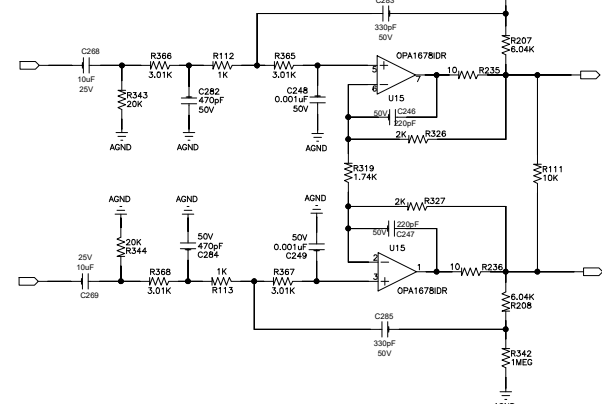 C283
330pF
50V
R207
6.04K
OPA1678IDR
C268
10uF
25V
R366
3.01K
R112
1K
R365
3.01K
5
6
7
10
R235
U15
R343
20K
C282
470pF
50V
C248
0.001uF
50V
50V
C246
220pF
2K
R326
AGND
AGND
AGND
R319
1.74K
R111
10K
AGND
AGND
AGND
2K
R327
20K
R344
50V
470pF
C284
50V
0.001uF
C249
50V
220pF
C247
U15
25V
10uF
C269
R368
3.01K
1K
R113
R367
3.01K
2
3
1
10
R236
OPA1678IDR
6.04K
R208
C285
330pF
50V
R342
1MEG